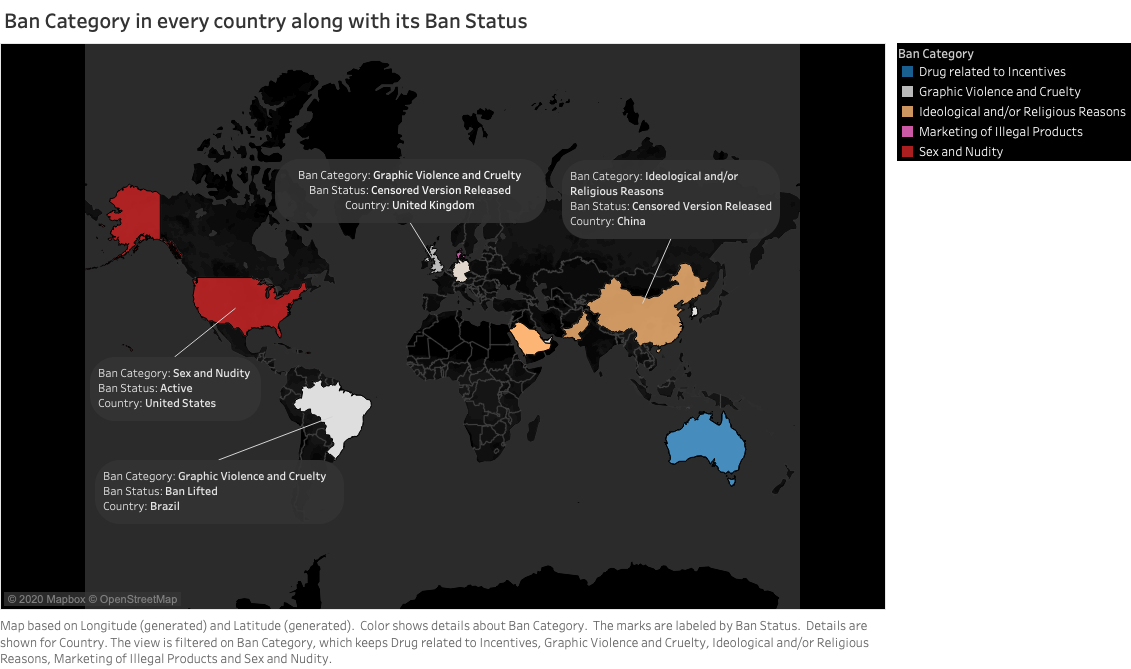 Ban Category in every country along with its Ban Status
Ban Category
Drug related to Incentives
Graphic Violence and Cruelty
Ideological and/or Religious Reasons
Marketing of Illegal Products
Sex and Nudity
Ban Category: Graphic Violence and Cruelty
Ban Status: Censored Version Released
Country: United Kingdom
Ban Category: Ideological and/or
Religious Reasons
Ban Status: Censored Version Released
Country: China
Ban Category: Sex and Nudity
Ban Status: Active
Country: United States
Ban Category: Graphic Violence and Cruelty
Ban Status: Ban Lifted
Country: Brazil
© 2020 Mapbox © OpenStreetMap
Map based on Longitude (generated) and Latitude (generated).  Color shows details about Ban Category.  The marks are labeled by Ban Status.  Details are
shown for Country. The view is filtered on Ban Category, which keeps Drug related to Incentives, Graphic Violence and Cruelty, Ideological and/or Religious
Reasons, Marketing of Illegal Products and Sex and Nudity.